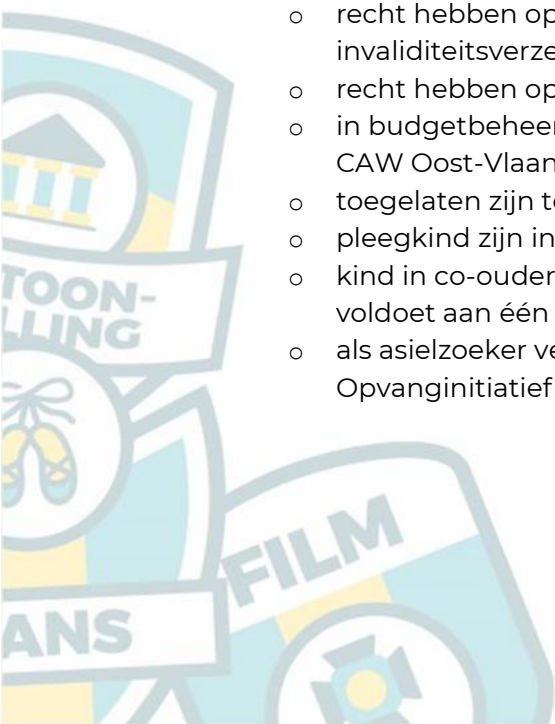 ○ recht hebben op
invaliditeitsverze
○ recht hebben op
○ in budgetbeheer
CAW Oost-Vlaan
○ toegelaten zijn t
○ pleegkind zijn in
○ kind in co-ouder
voldoet aan één
○ als asielzoeker ve
Opvanginitiatief
TOON-
LLING
FILM
ANS